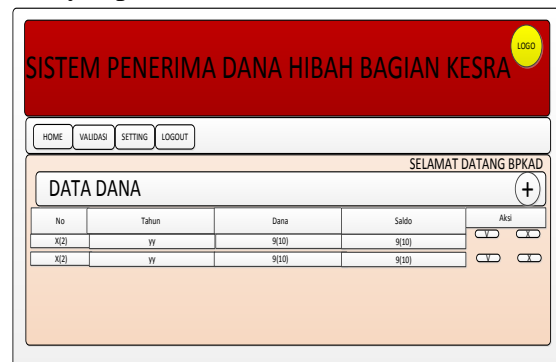 LOGO
SISTEM PENERIMA DANA HIBAH BAGIAN KESRA
HOME VALIDASI SETTING LOGOUT
SELAMAT DATANG BPKAD
DATA DANA +
No Tahun Dana Saldo Aksi
X(2) yy 9(10) 9(10) V X
X(2) yy 9(10) 9(10) V X